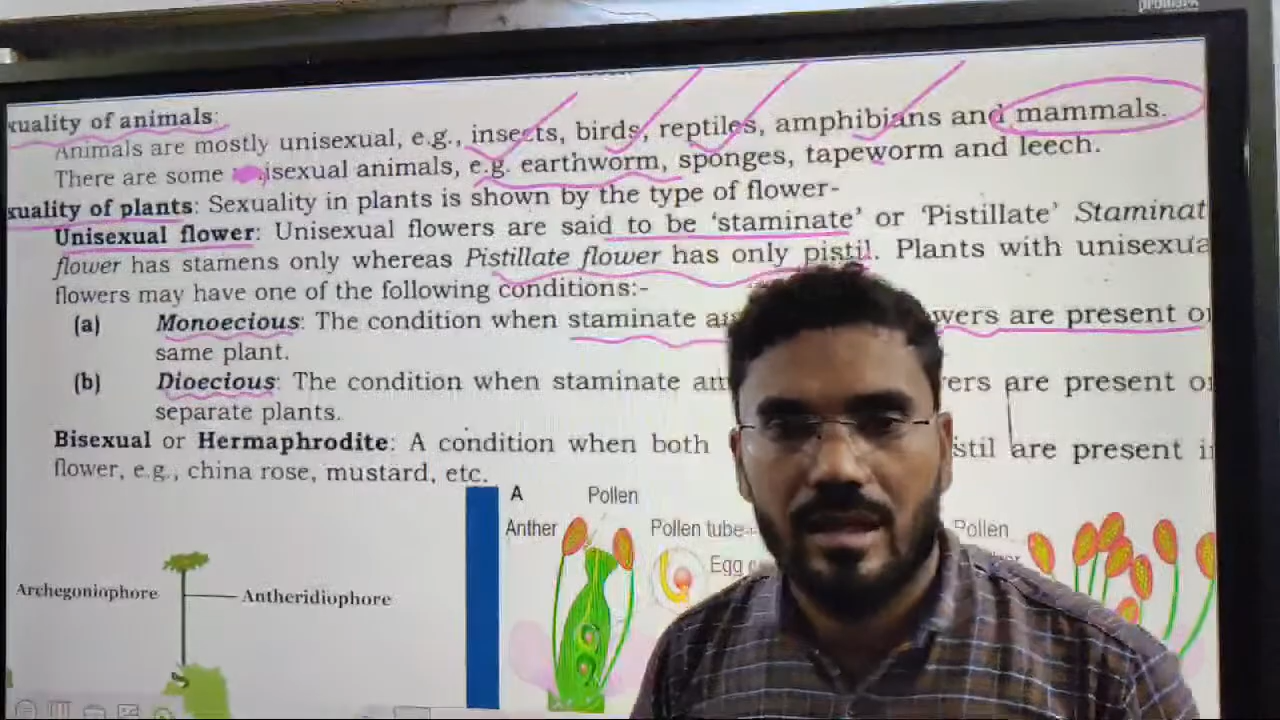 promark
xuality of animals:
Animals are mostly unisexual, e.g., insects, birds, reptiles, amphibians and mammals.
There are some isexual animals, e.g. earthworm, sponges, tapeworm and leech.
xuality of plants: Sexuality in plants is shown by the type of flower-
Unisexual flower: Unisexual flowers are said to be 'staminate' or 'Pistillate' Staminat
flower has stamens only whereas Pistillate flower has only pistil. Plants with unisexua
flowers may have one of the following conditions:-
(a) Monoecious: The condition when staminate wers are present o
same plant.
(b) Dioecious: The condition when staminate ers are present o
separate plants.
Bisexual or Hermaphrodite: A condition when both stil are present i
flower, e.g., china rose, mustard, etc.
A Pollen
Anther Pollen tube Pollen
Egg
Archegoniophore Antheridiophore